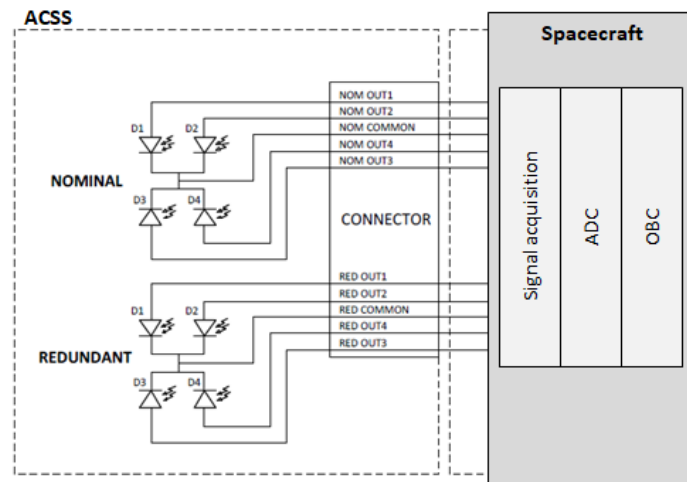 ACSS
Spacecraft
NOM OUT1
NOM OUT2
D1
D2
NOM COMMON
NOM OUT4
NOM OUT3
NOMINAL
D3
D4
CONNECTOR
Signal acquisition
ADC
OBC
RED OUT1
RED OUT2
D1
D2
RED COMMON
RED OUT4
RED OUT3
REDUNDANT
D3
D4